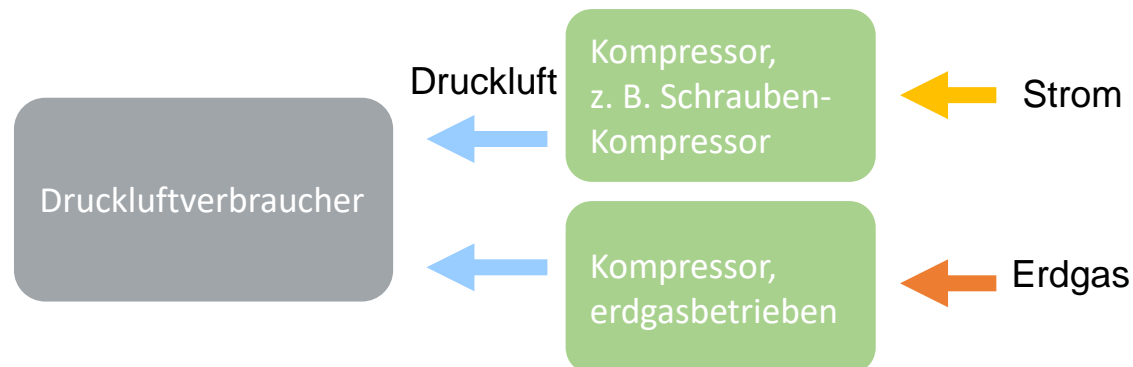 Druckluftverbraucher
Druckluft
Kompressor,
z. B. Schrauben-
Kompressor
Strom
Kompressor,
erdgasbetrieben
Erdgas